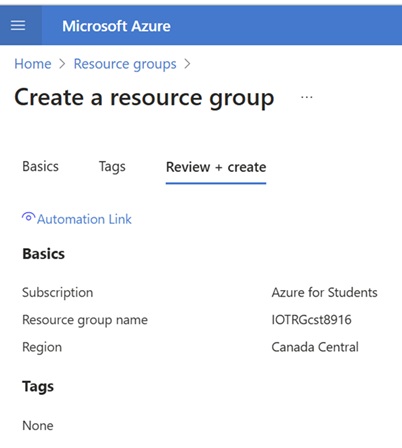 Microsoft Azure
Home > Resource groups >
Create a resource group ...
Basics Tags Review + create
Automation Link
Basics
Subscription Azure for Students
Resource group name IOTRGcst8916
Region Canada Central
Tags
None